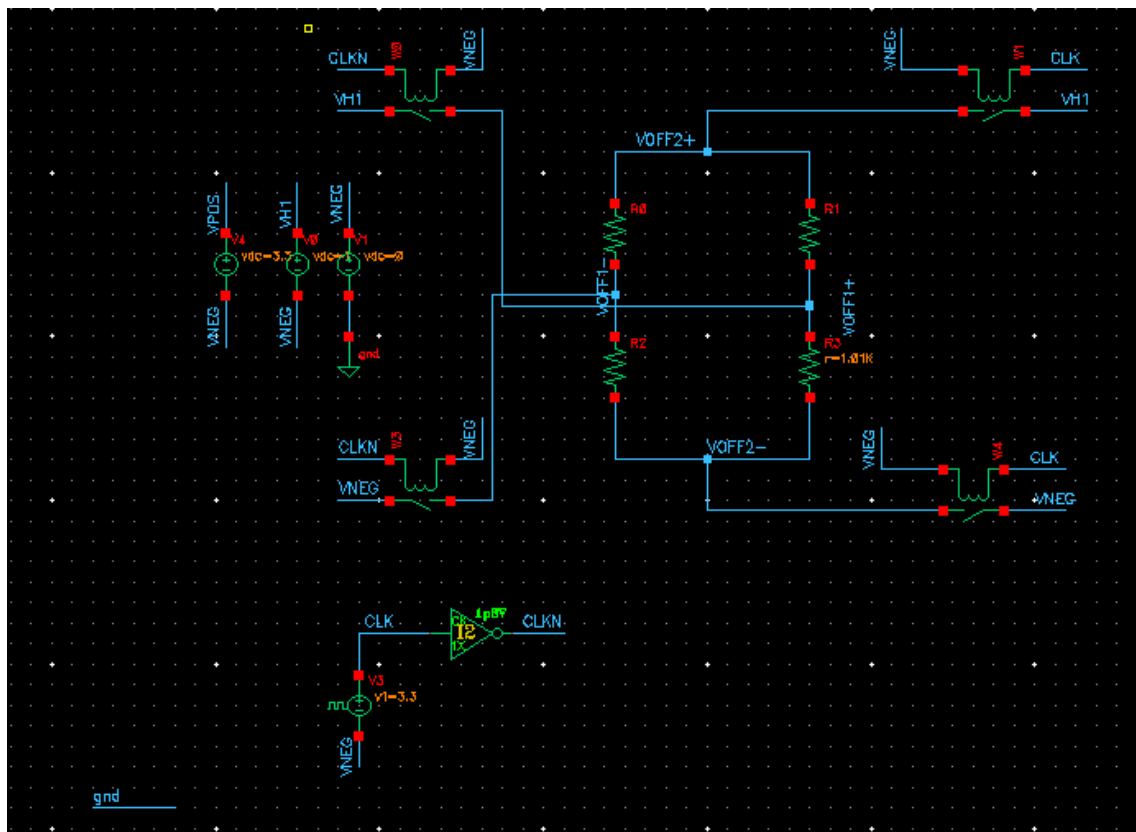 VNEG
W0
CLKN
VH1
VNEG
W1
CLK
VH1
VOFF2+
R0
R1
VPOS
VH1
VNEG
V4
V0
V1
vdc=3.3
vdc=0
VNEG
VNEG
gnd
VOFF1-
VOFF1+
R2
R3
r=1.01K
CLKN
W3
VNEG
VNEG
VOFF2-
VNEG
W4
CLK
VNEG
CLK
I2
1X
CLKN
V3
v1=3.3
VNEG
gnd